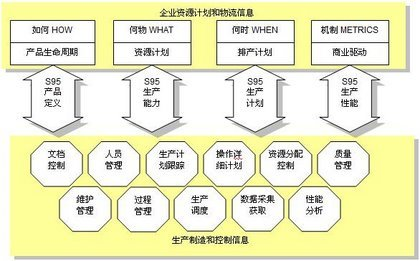 企业资源计划和物流信息
如何 HOW
何物 WHAT
何时 WHEN
机制 METRICS
产品生命周期
资源计划
排产计划
商业驱动
S95
产品
定义
S95
生产
能力
S95
生产
计划
S95
生产
性能
文档
控制
人员
管理
生产计
划跟踪
操作详
细计划
资源分配
控制
质量
管理
维护
管理
过程
管理
生产
调度
数据采集
获取
性能
分析
生产制造和控制信息